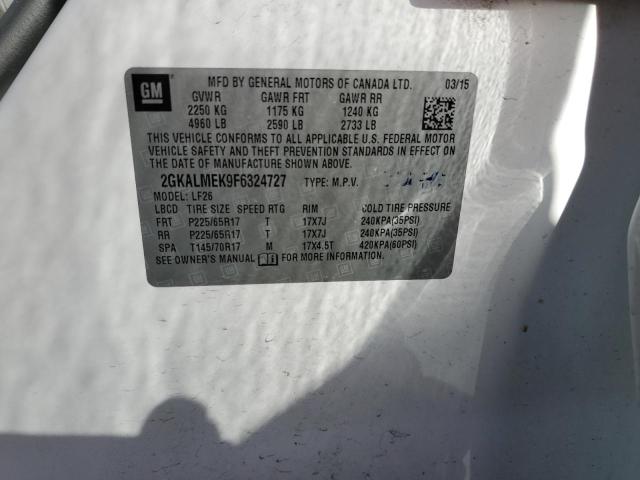 GM
MFD BY GENERAL MOTORS OF CANADA LTD. 03/15
GVWR GAWR FRT GAWR RR
2250 KG 1175 KG 1240 KG
4960 LB 2590 LB 2733 LB
THIS VEHICLE CONFORMS TO ALL APPLICABLE U.S. FEDERAL MOTOR
VEHICLE SAFETY AND THEFT PREVENTION STANDARDS IN EFFECT ON THE
DATE OF MANUFACTURE SHOWN ABOVE.
2GKALMEK9F6324727 TYPE: M.P.V.
MODEL: LF26
LBCD TIRE SIZE SPEED RTG RIM COLD TIRE PRESSURE
FRT P225/65R17 T 17X7J 240KPA(35PSI)
RR P225/65R17 T 17X7J 240KPA(35PSI)
SPA T145/70R17 M 17X4.5T 420KPA(60PSI)
SEE OWNER'S MANUAL FOR MORE INFORMATION.